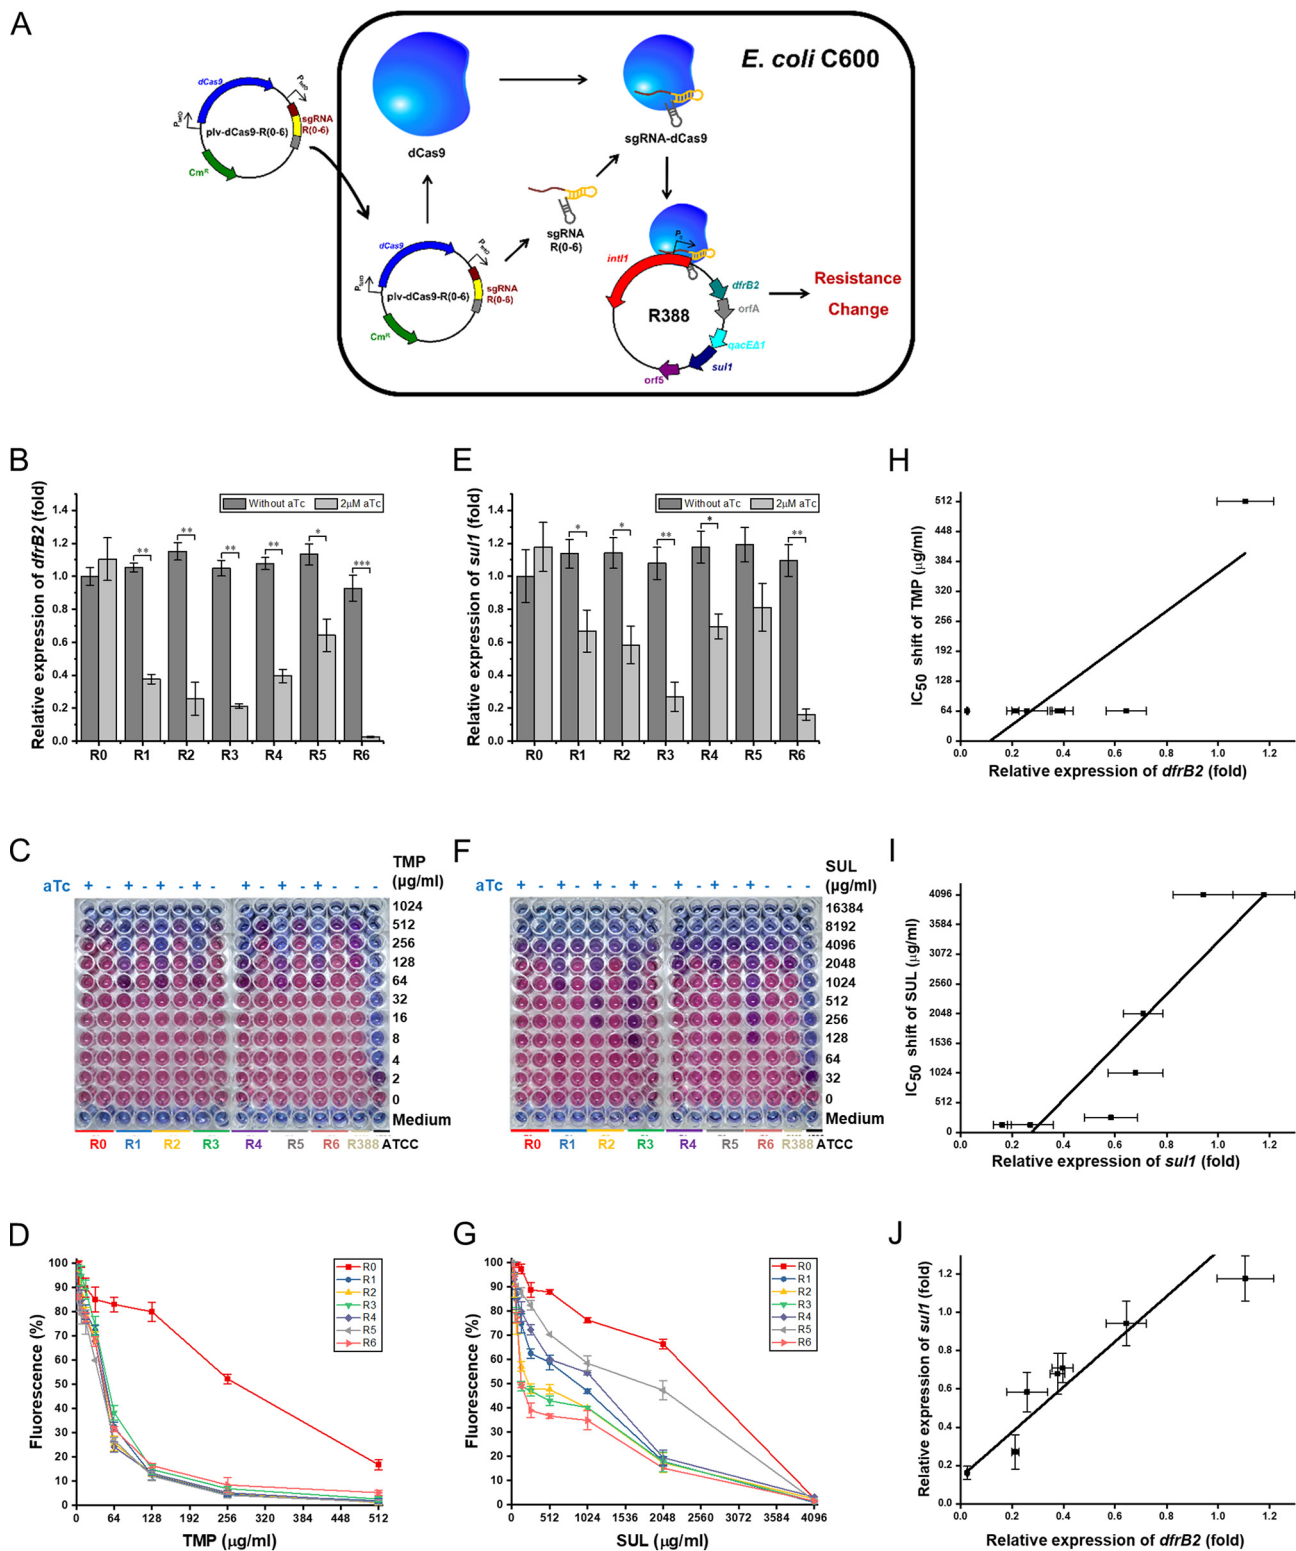 A
E. coli C600
dCas9
PtetO
PtetO
plv-dCas9-R(0-6)
sgRNA
R(0-6)
CmR
dCas9
sgRNA-dCas9
sgRNA
R(0-6)
dCas9
PtetO
PtetO
plv-dCas9-R(0-6)
sgRNA
R(0-6)
CmR
Pc
intI1
dfrB2
orfA
R388
qacEΔ1
sul1
orf5
Resistance
Change
B
Relative expression of dfrB2 (fold)
Without aTc 2μM aTc
1.4
1.2
1.0
0.8
0.6
0.4
0.2
0.0
** ** ** ** * ***
R0 R1 R2 R3 R4 R5 R6
E
Relative expression of sul1 (fold)
Without aTc 2μM aTc
1.4
1.2
1.0
0.8
0.6
0.4
0.2
0.0
* * ** * **
R0 R1 R2 R3 R4 R5 R6
H
IC50 shift of TMP (μg/ml)
512
448
384
320
256
192
128
64
0
0.0 0.2 0.4 0.6 0.8 1.0 1.2
Relative expression of dfrB2 (fold)
C
TMP
(μg/ml)
aTc + - + - + - + - + - + - + - - -
1024
512
256
128
64
32
16
8
4
2
0
Medium
R0 R1 R2 R3 R4 R5 R6 R388 ATCC
F
SUL
(μg/ml)
aTc + - + - + - + - + - + - + - - -
16384
8192
4096
2048
1024
512
256
128
64
32
0
Medium
R0 R1 R2 R3 R4 R5 R6 R388 ATCC
I
IC50 shift of SUL (μg/ml)
4096
3584
3072
2560
2048
1536
1024
512
0
0.0 0.2 0.4 0.6 0.8 1.0 1.2
Relative expression of sul1 (fold)
D
Fluorescence (%)
100
90
80
70
60
50
40
30
20
10
0
R0
R1
R2
R3
R4
R5
R6
0 64 128 192 256 320 384 448 512
TMP (μg/ml)
G
Fluorescence (%)
100
90
80
70
60
50
40
30
20
10
0
R0
R1
R2
R3
R4
R5
R6
0 512 1024 1536 2048 2560 3072 3584 4096
SUL (μg/ml)
J
Relative expression of sul1 (fold)
1.2
1.0
0.8
0.6
0.4
0.2
0.0
0.0 0.2 0.4 0.6 0.8 1.0 1.2
Relative expression of dfrB2 (fold)